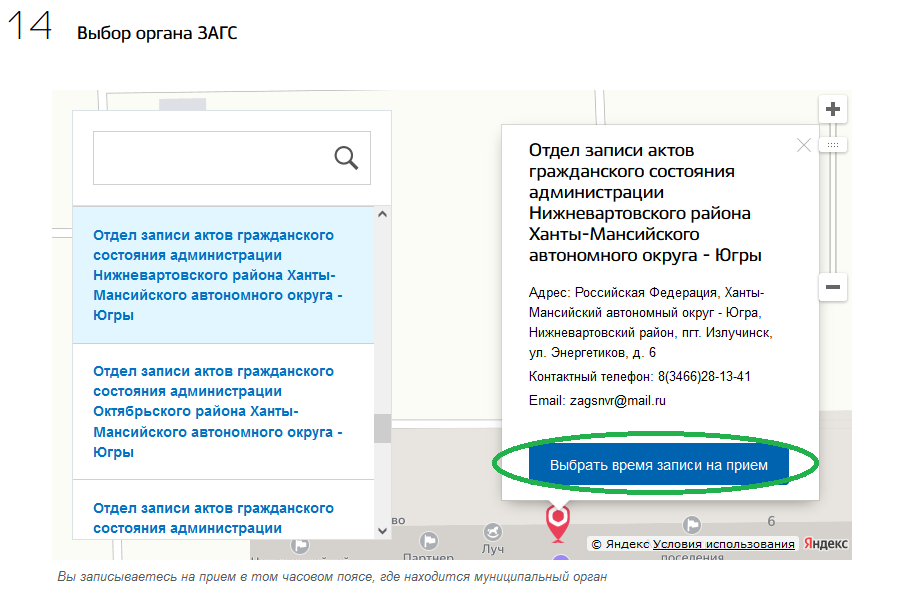 14 Выбор органа ЗАГС
Отдел записи актов гражданского
состояния администрации
Нижневартовского района Ханты-
Мансийского автономного округа -
Югры
Отдел записи актов гражданского
состояния администрации
Октябрьского района Ханты-
Мансийского автономного округа -
Югры
Отдел записи актов гражданского
состояния администрации
Отдел записи актов
гражданского состояния
администрации
Нижневартовского района
Ханты-Мансийского
автономного округа - Югры
Адрес: Российская Федерация, Ханты-
Мансийский автономный округ - Югра,
Нижневартовский район, пгт. Излучинск,
ул. Энергетиков, д. 6
Контактный телефон: 8(3466)28-13-41
Email: zagsnvr@mail.ru
Выбрать время записи на прием
во
Партнер
Луч
6
поселения
© Яндекс Условия использования Яндекс
Вы записываетесь на прием в том часовом поясе, где находится муниципальный орган